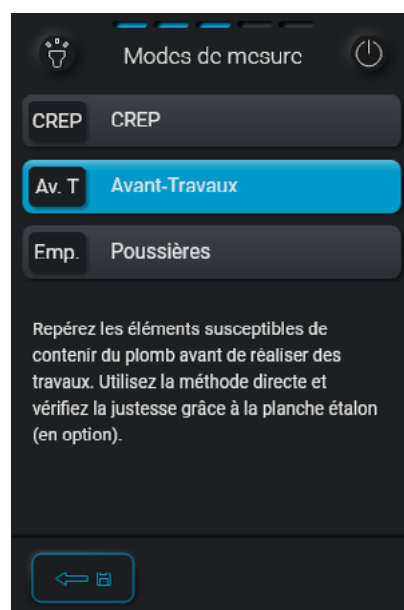 Modes de mesure
CREP CREP
Av. T Avant-Travaux
Emp. Poussières
Repérez les éléments susceptibles de
contenir du plomb avant de réaliser des
travaux. Utilisez la méthode directe et
vérifiez la justesse grâce à la planche étalon
(en option).